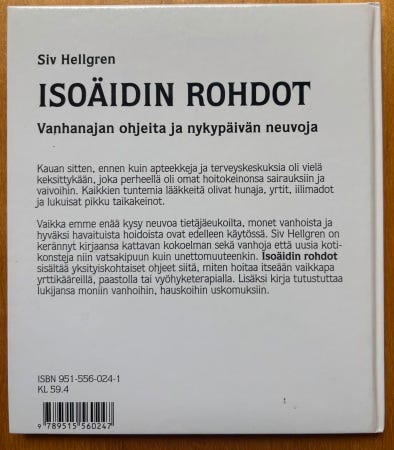 Siv Hellgren
ISOÄIDIN ROHDOT
Vanhanajan ohjeita ja nykypäivän neuvoja
Kauan sitten, ennen kuin apteekkeja ja terveyskeskuksia oli vielä
keksittykään, joka perheellä oli omat hoitokeinonsa sairauksiin ja
vaivoihin. Kaikkien tuntemia lääkkeitä olivat hunaja, yrtit, iilimadot
ja lukuisat pikku taikakeinot.
Vaikka emme enää kysy neuvoa tietäjäeukoilta, monet vanhoista ja
hyväksi havaituista hoidoista ovat edelleen käytössä. Siv Hellgren on
kerännyt kirjaansa kattavan kokoelman sekä vanhoja että uusia koti-
konsteja niin vatsakipuun kuin unettomuuteenkin. Isoäidin rohdot
sisältää yksityiskohtaiset ohjeet siitä, miten hoitaa itseään vaikkapa
yrttikääreillä, paastolla tai vyöhyketerapialla. Lisäksi kirja tutustuttaa
lukijansa moniin vanhoihin, hauskoihin uskomuksiin.
ISBN 951-556-024-1
KL 59.4
9789515560247